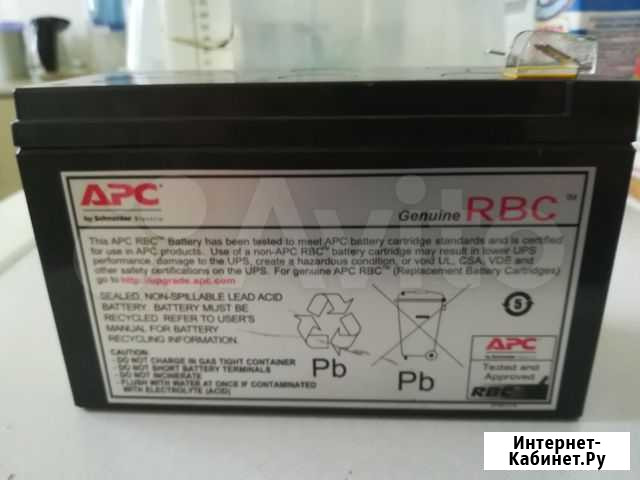 APC
by Schneider Electric
Genuine RBC™
This APC RBC™ Battery has been tested to meet APC battery cartridge standards and is certified
for use in APC products. Use of a non-APC RBC™ battery may result in lower UPS
performance, damage to the UPS, create a hazardous condition, or void UL, CSA, VDE and
other safety certifications on the UPS. For genuine APC RBC™ (Replacement Battery Cartridges)
go to http://upgrade.apc.com
SEALED, NON-SPILLABLE LEAD ACID
BATTERY. BATTERY MUST BE
RECYCLED. REFER TO USER'S
MANUAL FOR BATTERY
RECYCLING INFORMATION.
CAUTION:
- DO NOT CHARGE IN GAS TIGHT CONTAINER
- DO NOT SHORT BATTERY TERMINALS
- DO NOT INCINERATE
- FLUSH WITH WATER AT ONCE IF CONTAMINATED
WITH ELECTROLYTE (ACID)
Pb
Pb
5
APC
by Schneider Electric
Tested and
Approved
RBC
Avito
Интернет-
Кабинет.Ру